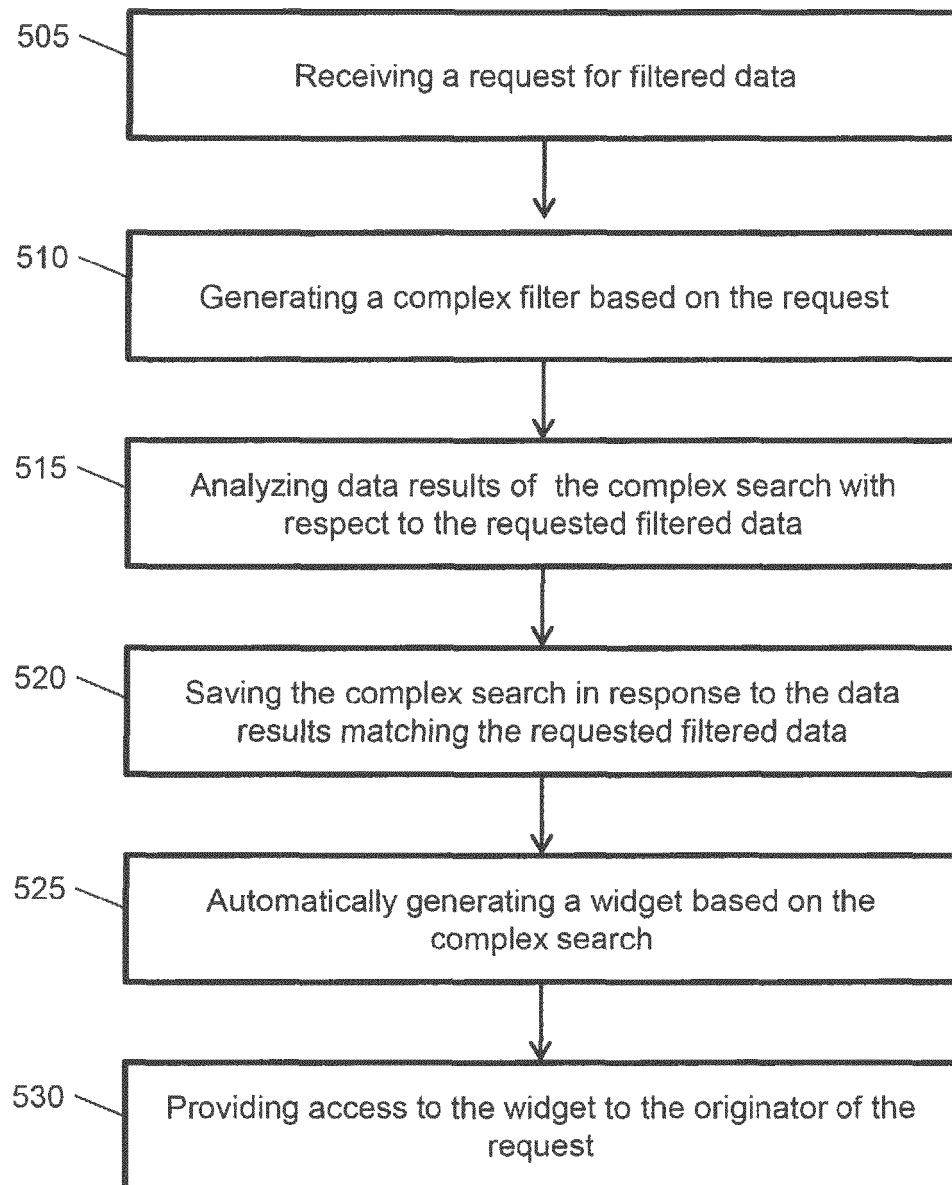 505
Receiving a request for filtered data
510
Generating a complex filter based on the request
515
Analyzing data results of the complex search with
respect to the requested filtered data
520
Saving the complex search in response to the data
results matching the requested filtered data
525
Automatically generating a widget based on the
complex search
530
Providing access to the widget to the originator of the
request